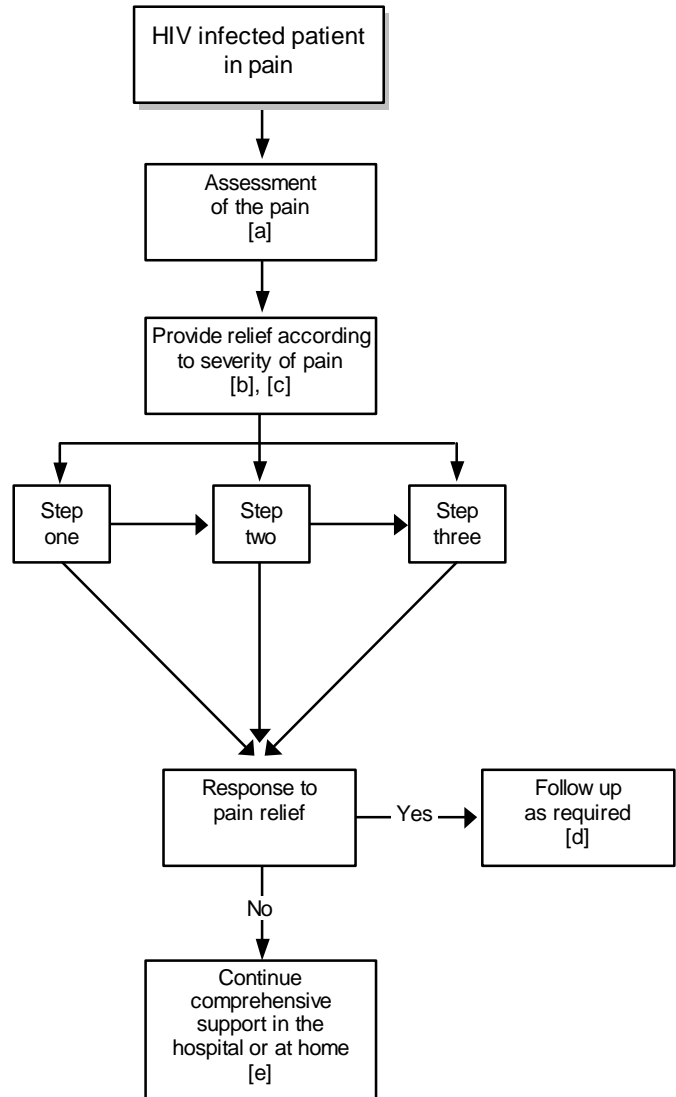 HIV infected patient
in pain
Assessment
of the pain
[a]
Provide relief according
to severity of pain
[b], [c]
Step
one
Step
two
Step
three
Response to
pain relief
Yes
Follow up
as required
[d]
No
Continue
comprehensive
support in the
hospital or at home
[e]